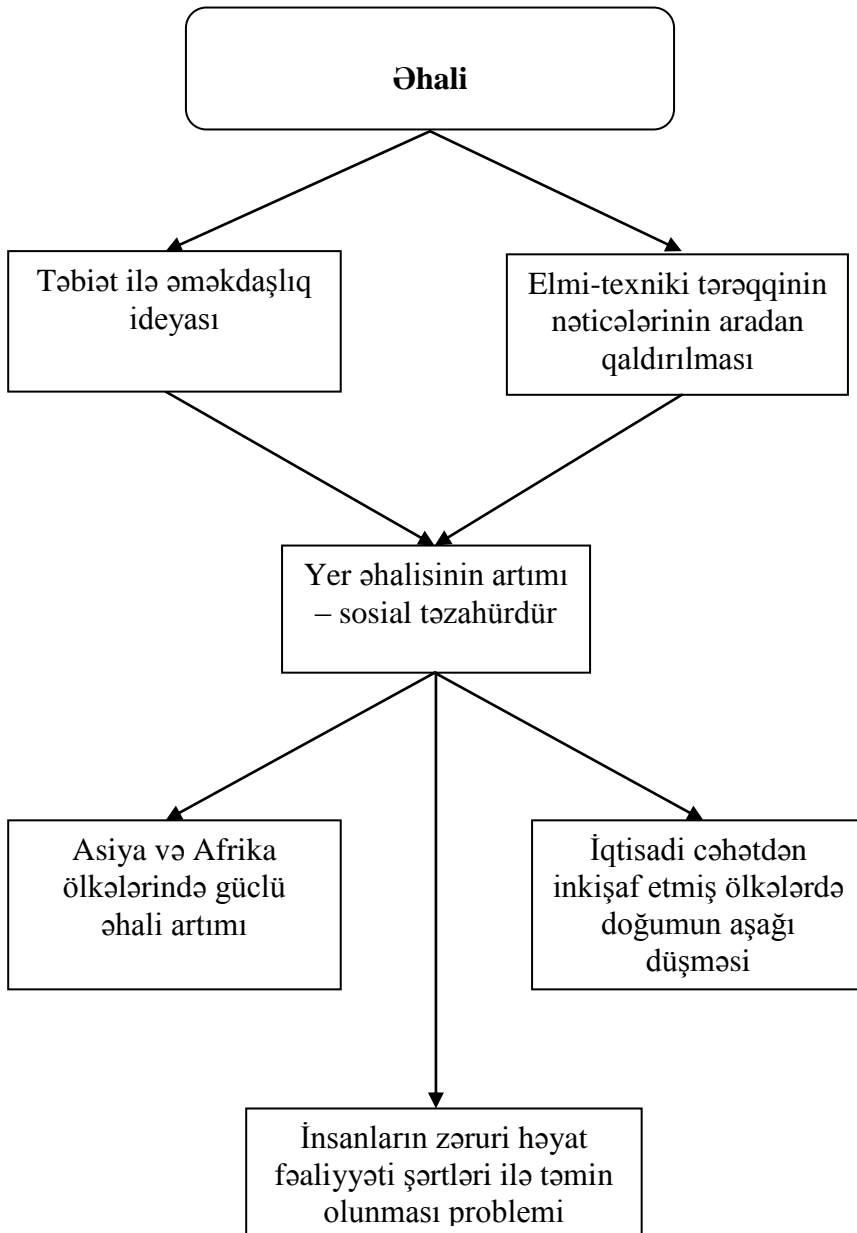 Əhali
Təbiət ilə əməkdaşlıq
ideyası
Elmi-texniki tərəqqinin
nəticələrinin aradan
qaldırılması
Yer əhalisinin artımı
– sosial təzahürdür
Asiya və Afrika
ölkələrində güclü
əhali artımı
İqtisadi cəhətdən
inkişaf etmiş ölkələrdə
doğumun aşağı
düşməsi
İnsanların zəruri həyat
fəaliyyəti şərtləri ilə təmin
olunması problemi